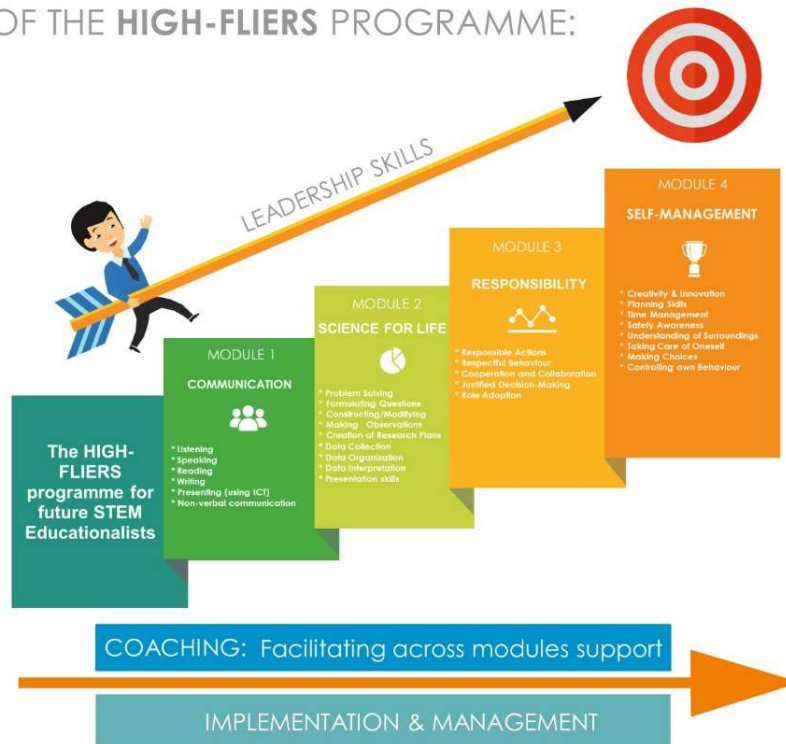 OF THE HIGH-FLIERS PROGRAMME:
LEADERSHIP SKILLS
The HIGH-
FLIERS
programme for
future STEM
Educationalists
MODULE 1
COMMUNICATION
* Listening
* Speaking
* Reading
* Writing
* Presenting (using ICT)
* Non-verbal communication
MODULE 2
SCIENCE FOR LIFE
* Problem Solving
* Formulating Questions
* Constructing/Modifying
* Making Observations
* Creation of Research Plans
* Data Collection
* Data Organization
* Data Interpretation
* Presentation skills
MODULE 3
RESPONSIBILITY
* Responsible Actions
* Respectful Behaviour
* Cooperation and Collaboration
* Justified Decision-Making
* Role Adoption
MODULE 4
SELF-MANAGEMENT
* Creativity & Innovation
* Planning Skills
* Time Management
* Safety Awareness
* Understanding of Surroundings
* Taking Care of Oneself
* Making Choices
* Controlling own Behaviour
COACHING: Facilitating across modules support
IMPLEMENTATION & MANAGEMENT